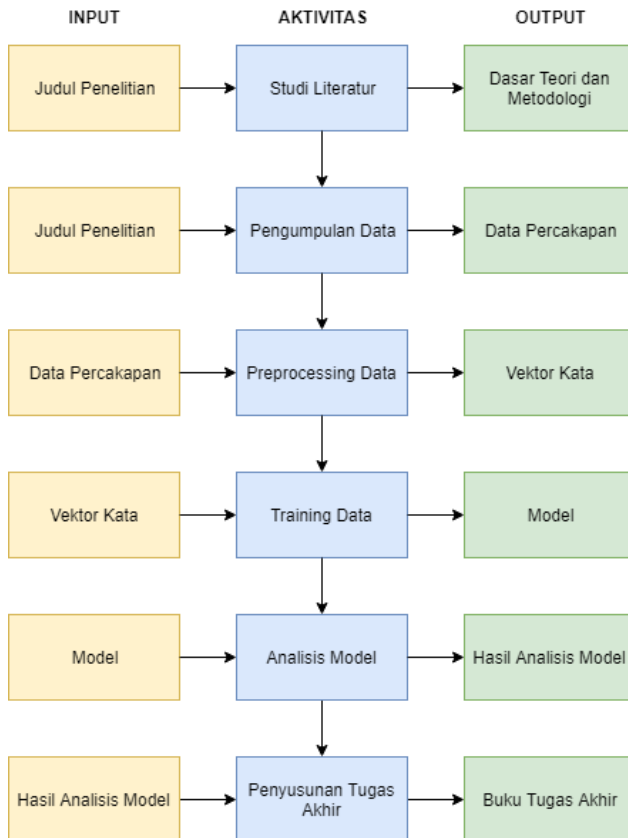 INPUT
AKTIVITAS
OUTPUT
Judul Penelitian
Studi Literatur
Dasar Teori dan
Metodologi
Judul Penelitian
Pengumpulan Data
Data Percakapan
Data Percakapan
Preprocessing Data
Vektor Kata
Vektor Kata
Training Data
Model
Model
Analisis Model
Hasil Analisis Model
Hasil Analisis Model
Penyusunan Tugas
Akhir
Buku Tugas Akhir